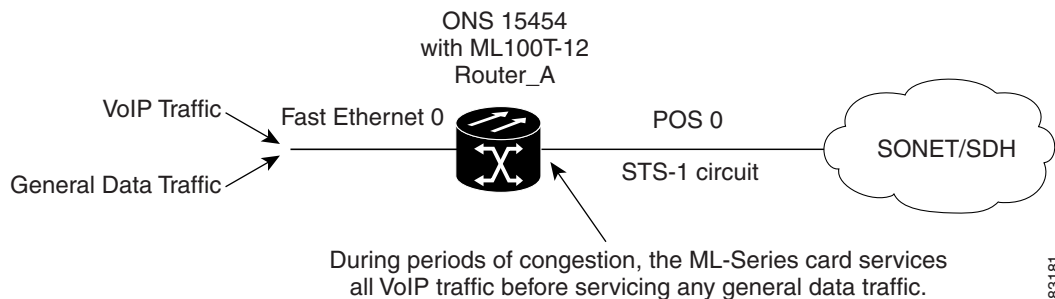 ONS 15454
with ML100T-12
Router_A
VoIP Traffic
Fast Ethernet 0
POS 0
SONET/SDH
General Data Traffic
STS-1 circuit
During periods of congestion, the ML-Series card services
all VoIP traffic before servicing any general data traffic.
83181